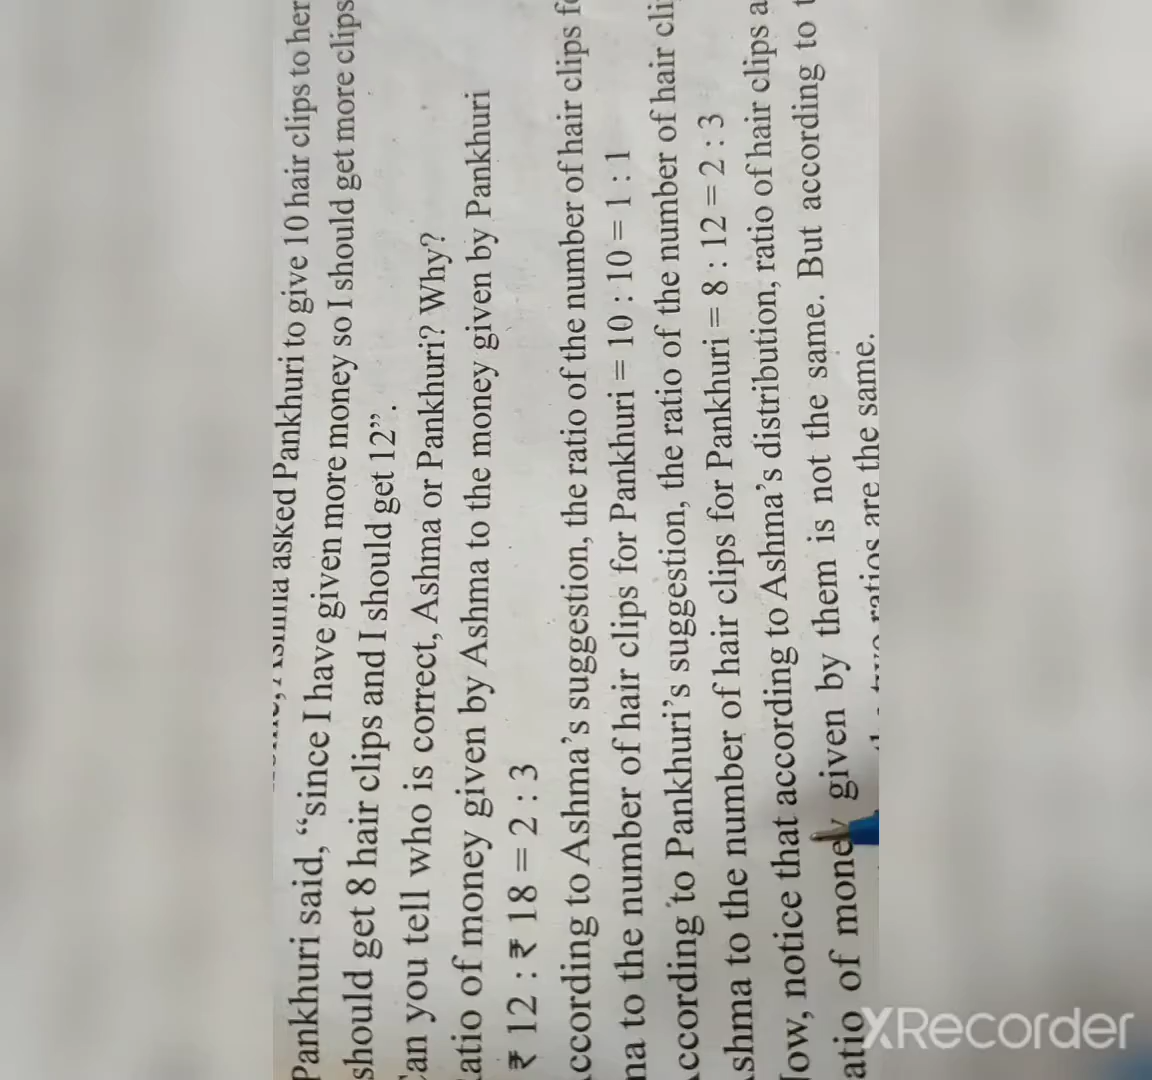 asked Pankhuri to give 10 hair clips to her
Pankhuri said, “since I have given more money so I should get more clips
should get 8 hair clips and I should get 12”.
an you tell who is correct, Ashma or Pankhuri? Why?
atio of money given by Ashma to the money given by Pankhuri
₹ 12 : ₹ 18 = 2 : 3
ccording to Ashma’s suggestion, the ratio of the number of hair clips f
ma to the number of hair clips for Pankhuri = 10 : 10 = 1 : 1
ccording to Pankhuri’s suggestion, the ratio of the number of hair cli
shma to the number of hair clips for Pankhuri = 8 : 12 = 2 : 3
ow, notice that according to Ashma’s distribution, ratio of hair clips a
atio of money given by them is not the same. But according to t
ratios are the same.
XRecorder